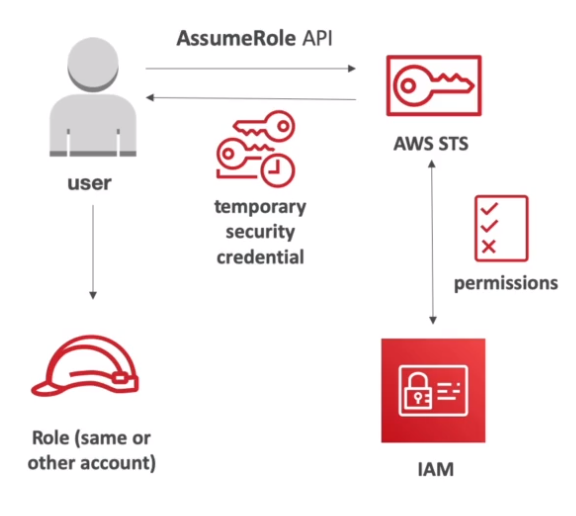 AssumeRole API
AWS STS
user
temporary
security
credential
permissions
Role (same or
other account)
IAM